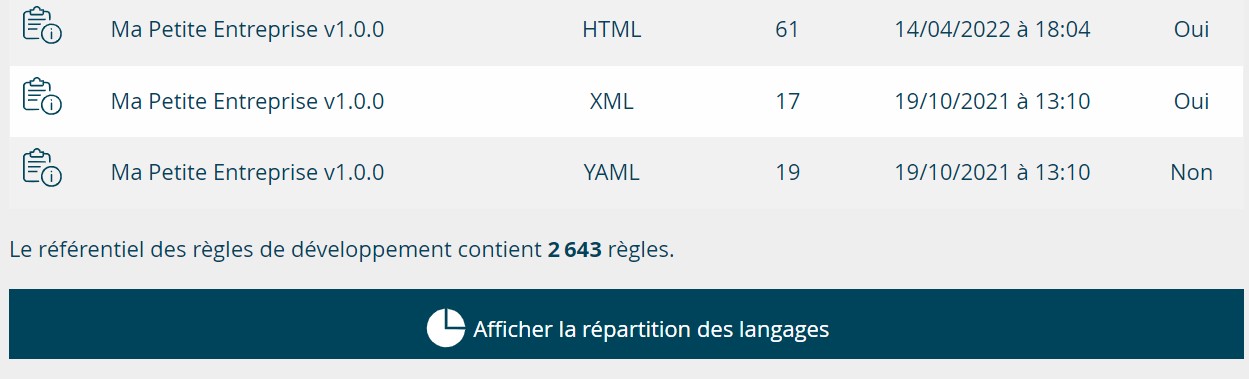 Ma Petite Entreprise v1.0.0 HTML 61 14/04/2022 à 18:04 Oui
Ma Petite Entreprise v1.0.0 XML 17 19/10/2021 à 13:10 Oui
Ma Petite Entreprise v1.0.0 YAML 19 19/10/2021 à 13:10 Non
Le référentiel des règles de développement contient 2 643 règles.
Afficher la répartition des langages